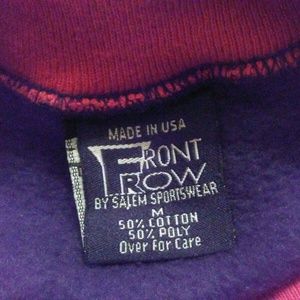 MADE IN USA
FRONT
ROW
BY SALEM SPORTSWEAR
M
50% COTTON
50% POLY
OVER FOR CARE